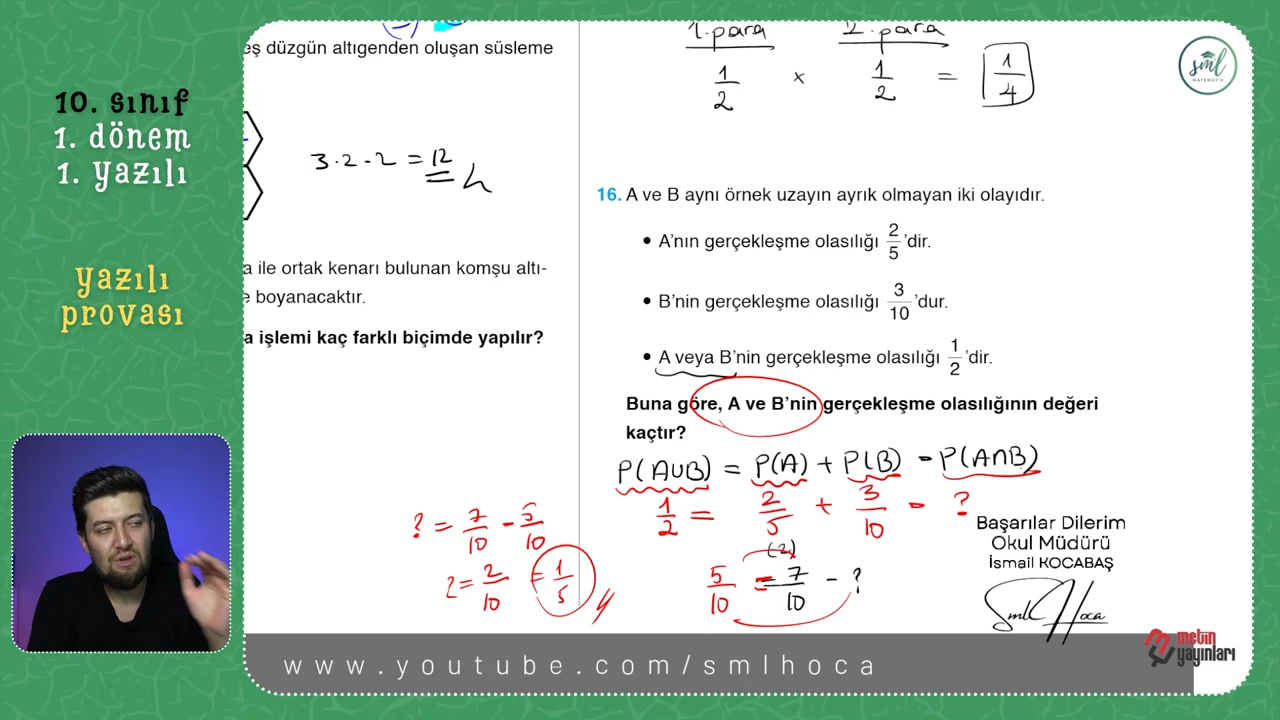 10. sınıf
1. dönem
1. yazılı
yazılı
provası
eş düzgün altıgenden oluşan süsleme
3·2·2 = 12
a ile ortak kenarı bulunan komşu altı-
e boyanacaktır.
a işlemi kaç farklı biçimde yapılır?
1. para 2. para
1/2 x 1/2 = 1/4
sml
MATEMATİK
16. A ve B aynı örnek uzayın ayrık olmayan iki olayıdır.
• A'nın gerçekleşme olasılığı 2/5'dir.
• B'nin gerçekleşme olasılığı 3/10'dur.
• A veya B'nin gerçekleşme olasılığı 1/2'dir.
Buna göre, A ve B'nin gerçekleşme olasılığının değeri
kaçtır?
P(A∪B) = P(A) + P(B) - P(A∩B)
1/2 = 2/5 + 3/10 - ?
(2)
5/10 = 7/10 - ?
? = 7/10 - 5/10
? = 2/10 = 1/5
Başarılar Dilerim
Okul Müdürü
İsmail KOCABAŞ
Sml Hoca
www.youtube.com/smlhoca
metin
yayınları